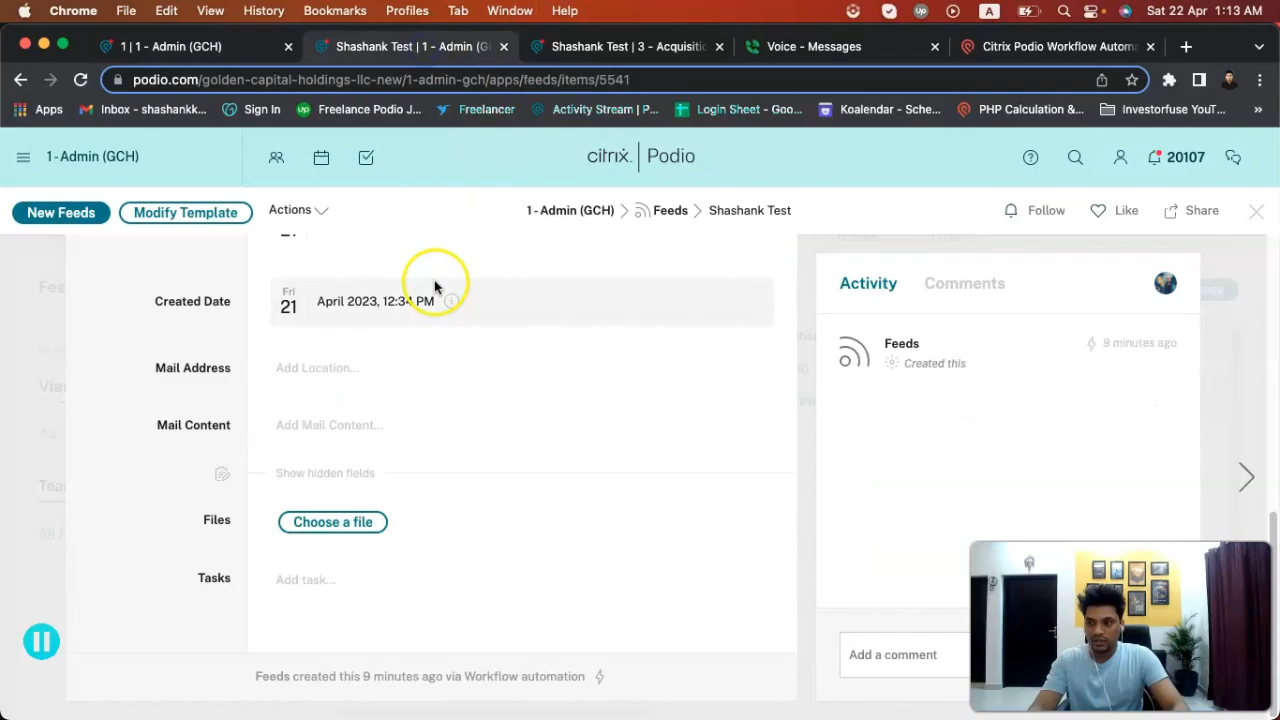 Chrome File Edit View History Bookmarks Profiles Tab Window Help A Sat 22 Apr 1:13 AM
1 | 1 - Admin (GCH) Shashank Test | 1 - Admin (G Shashank Test | 3 - Acquisitic Voice - Messages Citrix Podio Workflow Autom
podio.com/golden-capital-holdings-llc-new/1-admin-gch/apps/feeds/items/5541
Apps Inbox - shashankk... Sign In Freelance Podio J... Freelancer Activity Stream | P... Login Sheet - Goo... Koalendar - Sche... PHP Calculation &... Investorfuse YouT...
1 - Admin (GCH) citrix Podio 20107
New Feeds Modify Template Actions 1 - Admin (GCH) > Feeds > Shashank Test Follow Like Share
Created Date Fri 21 April 2023, 12:34 PM
Mail Address Add Location...
Mail Content Add Mail Content...
Show hidden fields
Files Choose a file
Tasks Add task...
Feeds created this 9 minutes ago via Workflow automation
Activity Comments
Feeds 9 minutes ago
Created this
Add a comment